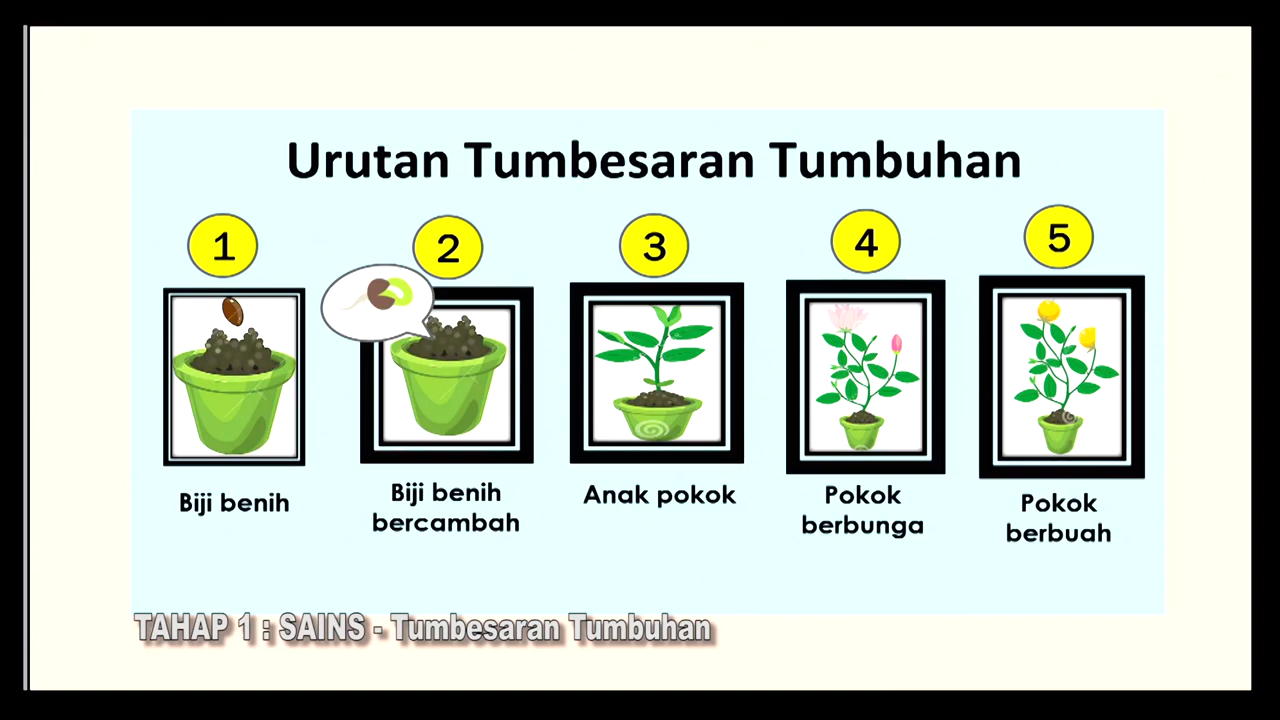 Urutan Tumbesaran Tumbuhan
1
2
3
4
5
Biji benih
Biji benih
bercambah
Anak pokok
Pokok
berbunga
Pokok
berbuah
TAHAP 1 : SAINS - Tumbesaran Tumbuhan